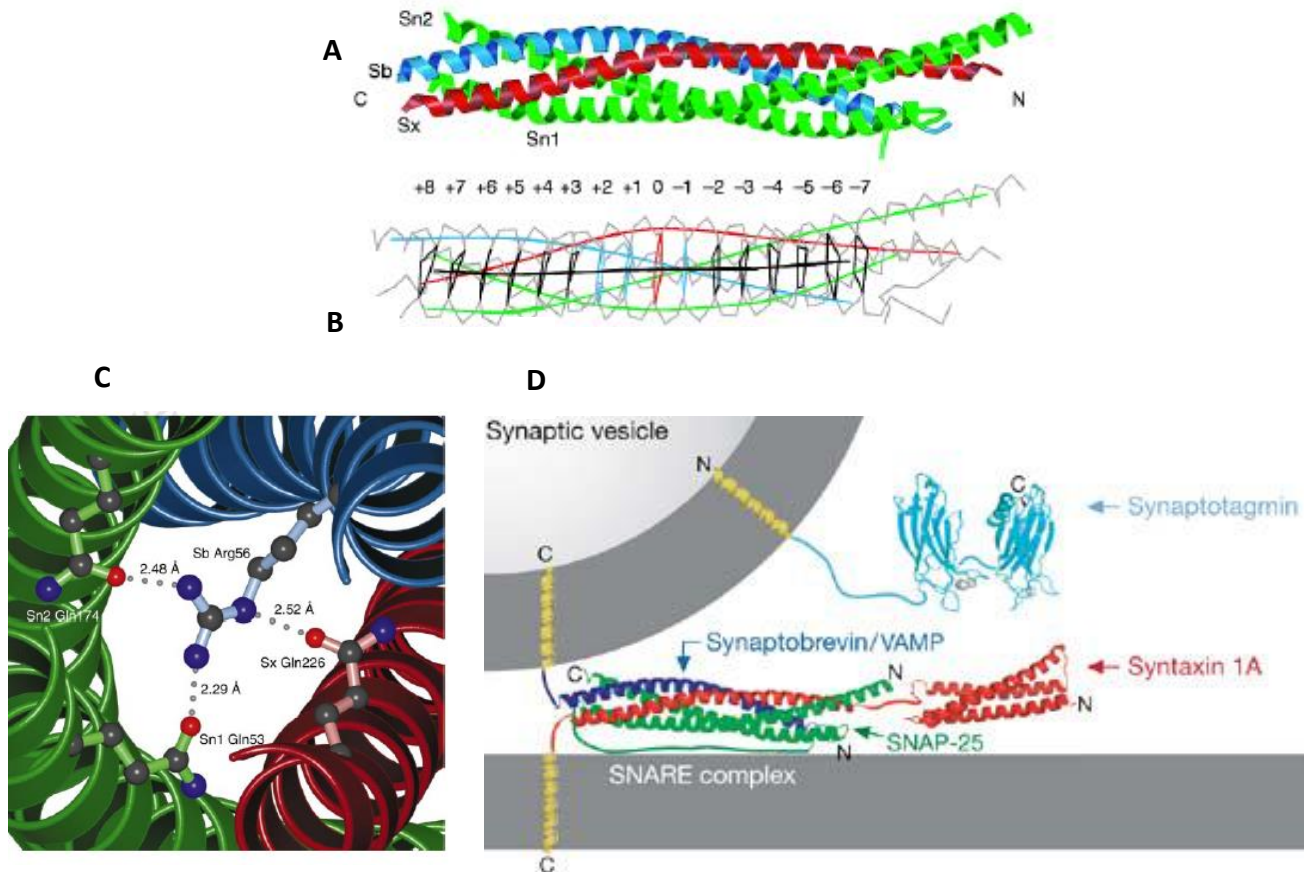 Sn2
A
Sb
C
N
Sx
Sn1
+8 +7 +6 +5 +4 +3 +2 +1 0 −1 −2 −3 −4 −5 −6 −7
B
C
D
Sb Arg56
2.48 Å
Sn2 Gln174
2.52 Å
Sx Gln226
2.29 Å
Sn1 Gln53
Synaptic vesicle
N
C
Synaptotagmin
C
Synaptobrevin/VAMP
C
N
Syntaxin 1A
N
SNAP-25
N
SNARE complex
C